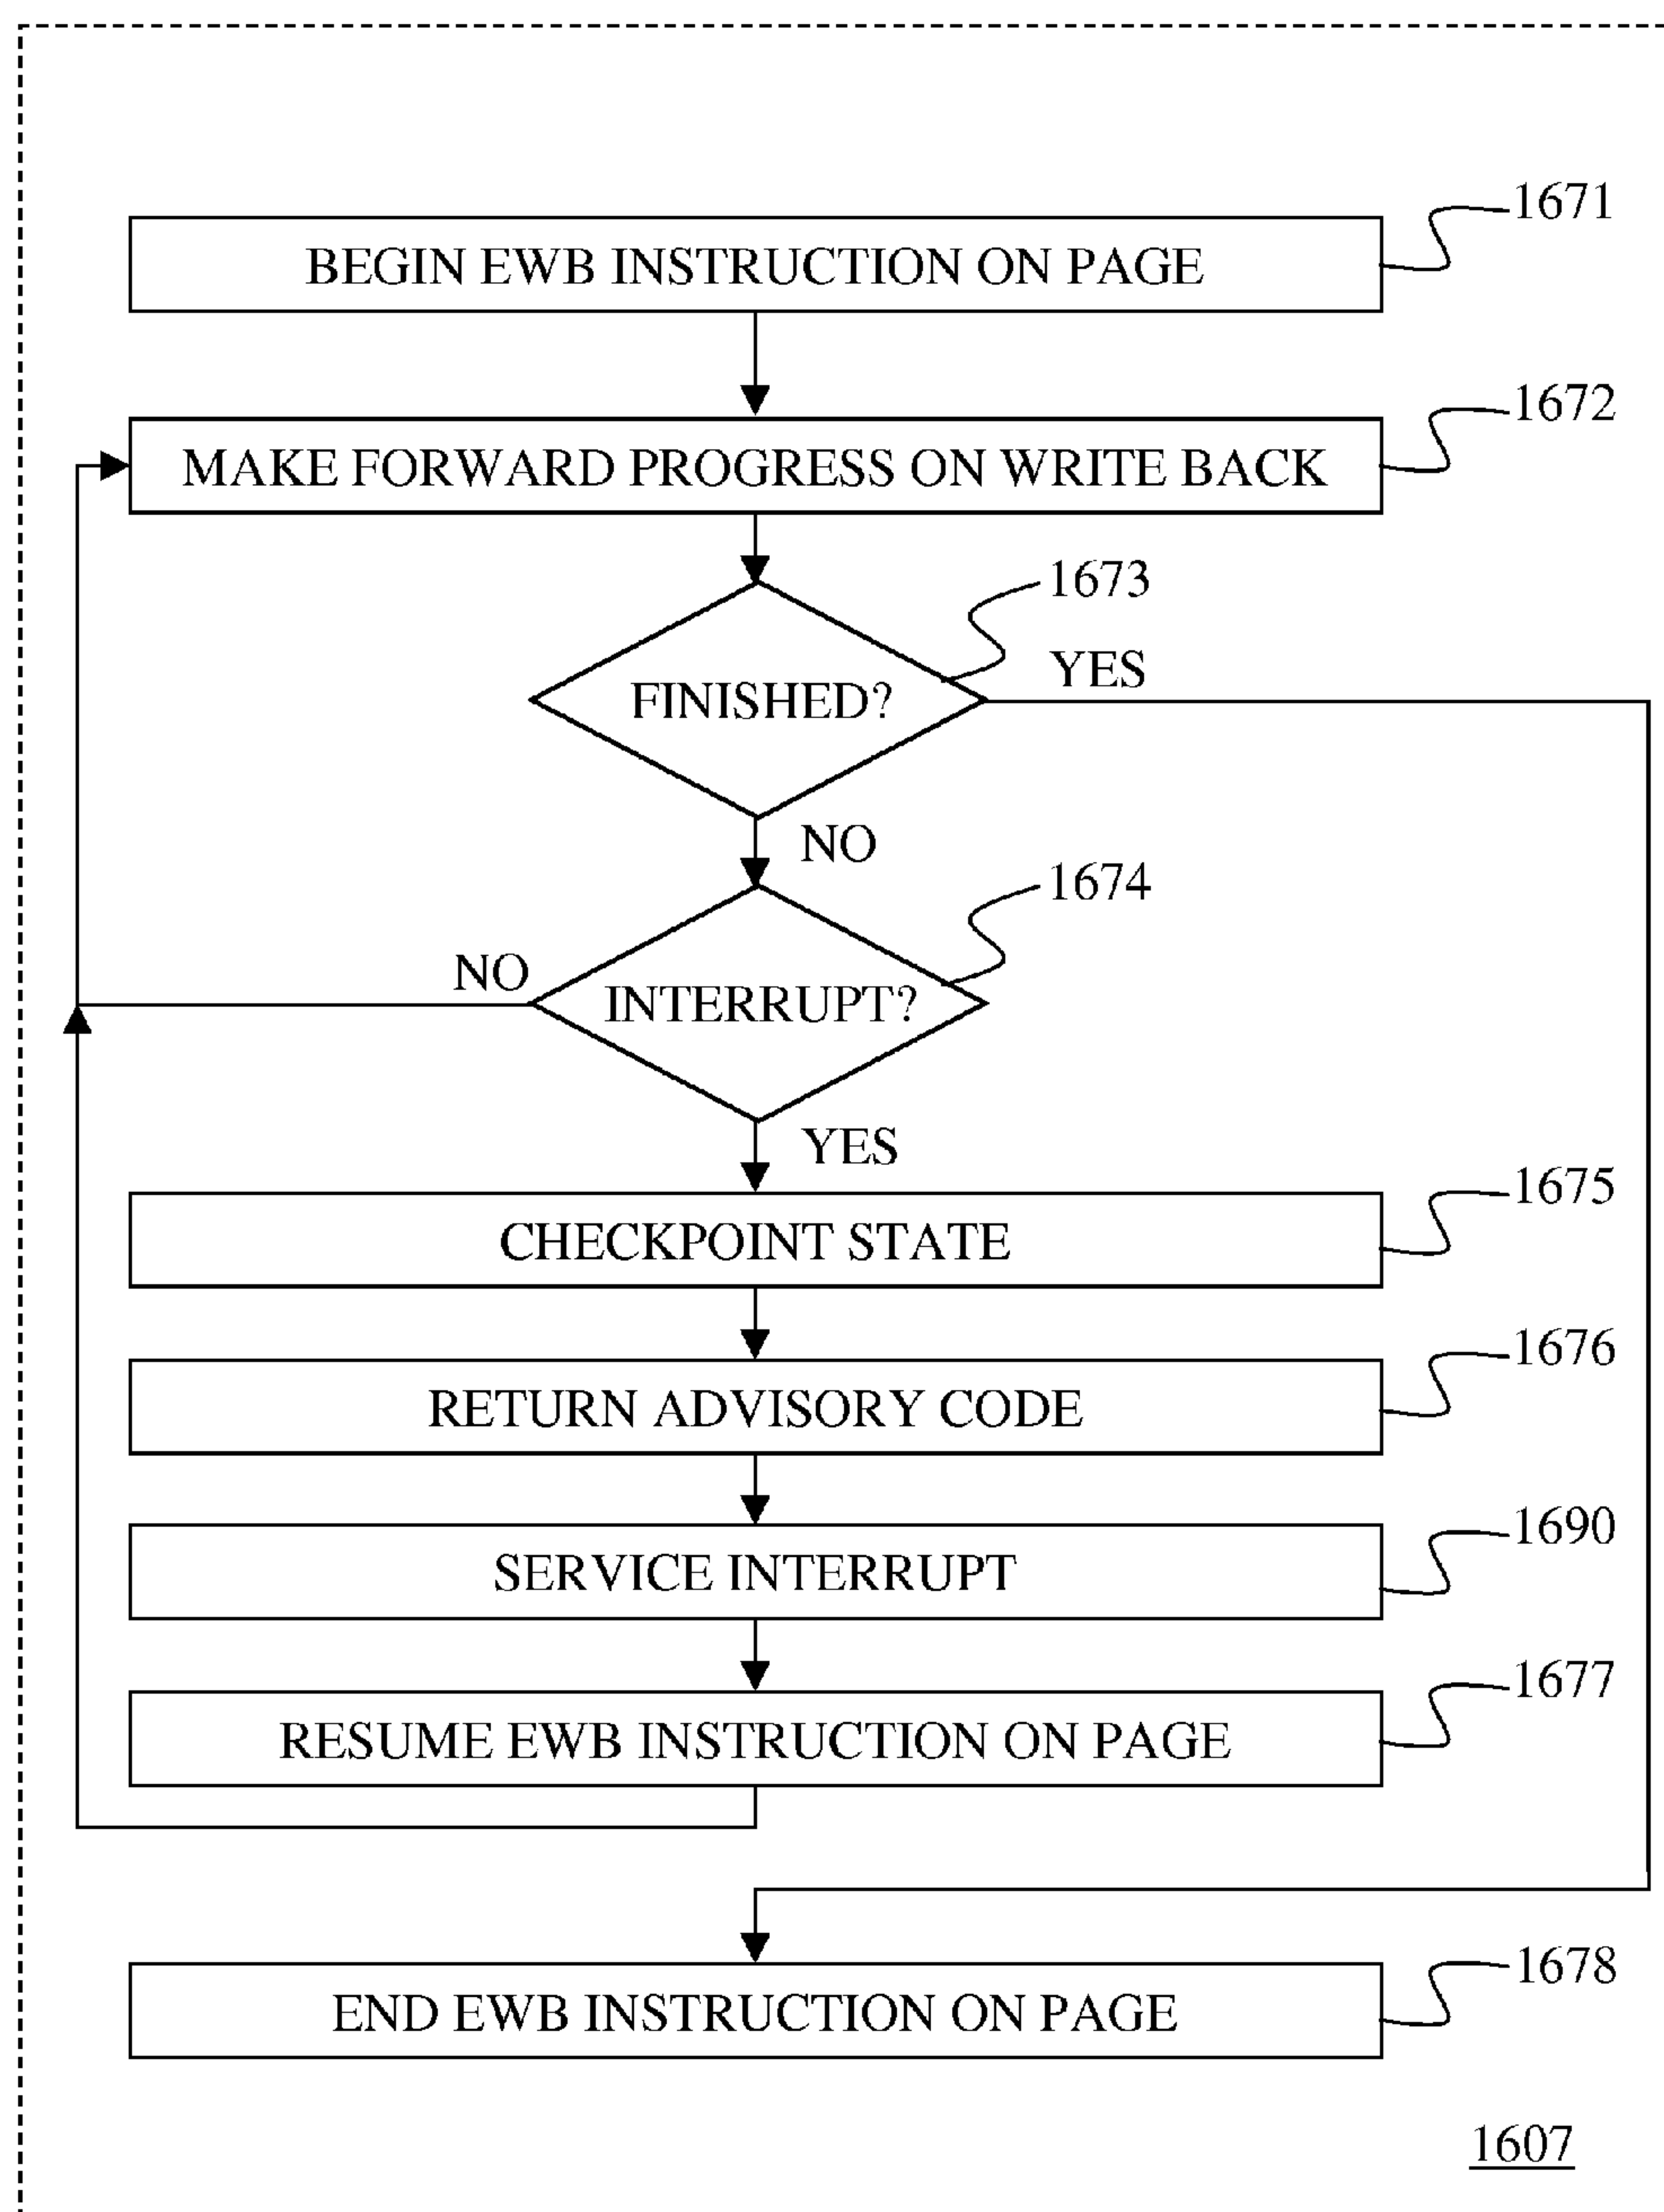 1671
BEGIN EWB INSTRUCTION ON PAGE
1672
MAKE FORWARD PROGRESS ON WRITE BACK
1673
YES
FINISHED?
NO
1674
NO
INTERRUPT?
YES
1675
CHECKPOINT STATE
1676
RETURN ADVISORY CODE
1690
SERVICE INTERRUPT
1677
RESUME EWB INSTRUCTION ON PAGE
1678
END EWB INSTRUCTION ON PAGE
1607